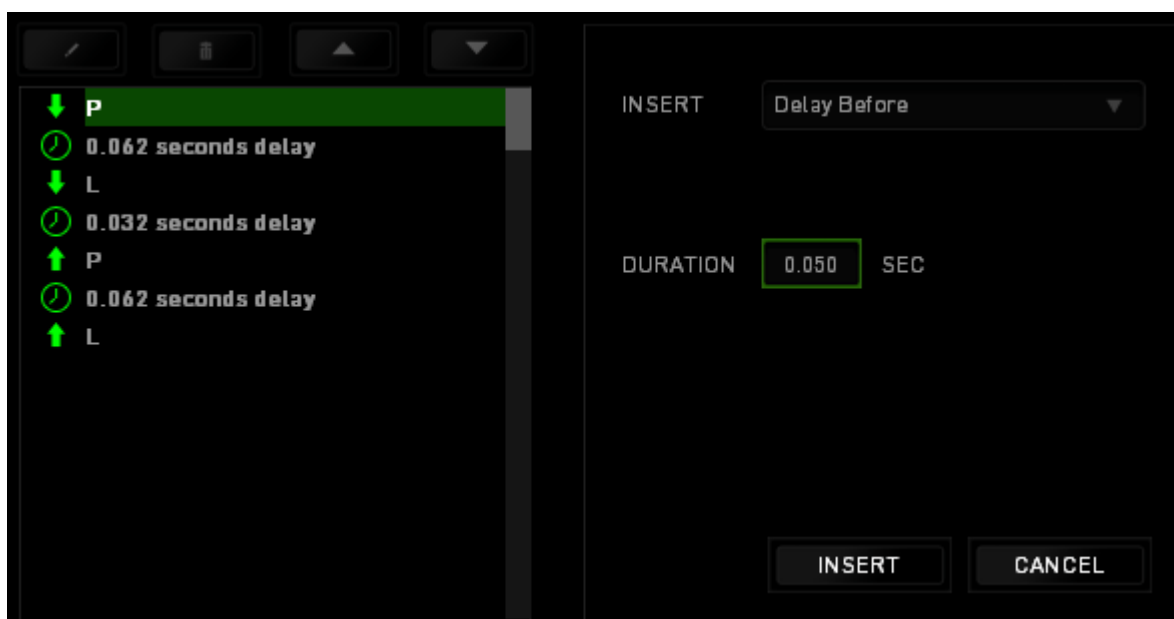 P
0.062 seconds delay
L
0.032 seconds delay
P
0.062 seconds delay
L
INSERT Delay Before
DURATION 0.050 SEC
INSERT CANCEL